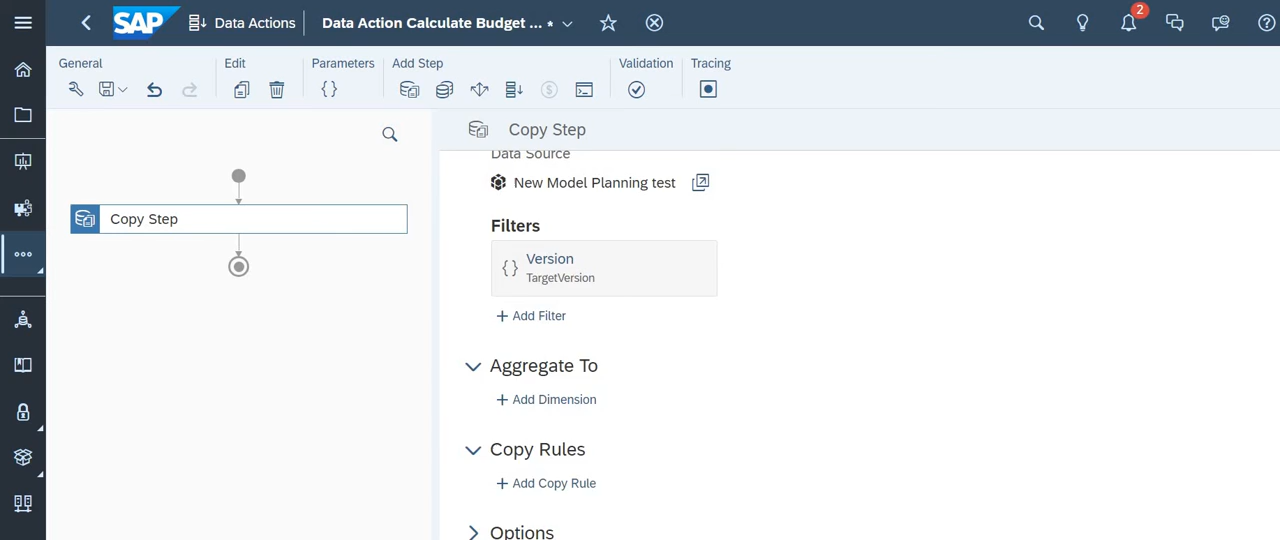 SAP
Data Actions
Data Action Calculate Budget ... *
2
General
Edit
Parameters
Add Step
Validation
Tracing
Copy Step
Copy Step
Data Source
New Model Planning test
Filters
Version
TargetVersion
+ Add Filter
Aggregate To
+ Add Dimension
Copy Rules
+ Add Copy Rule
Options